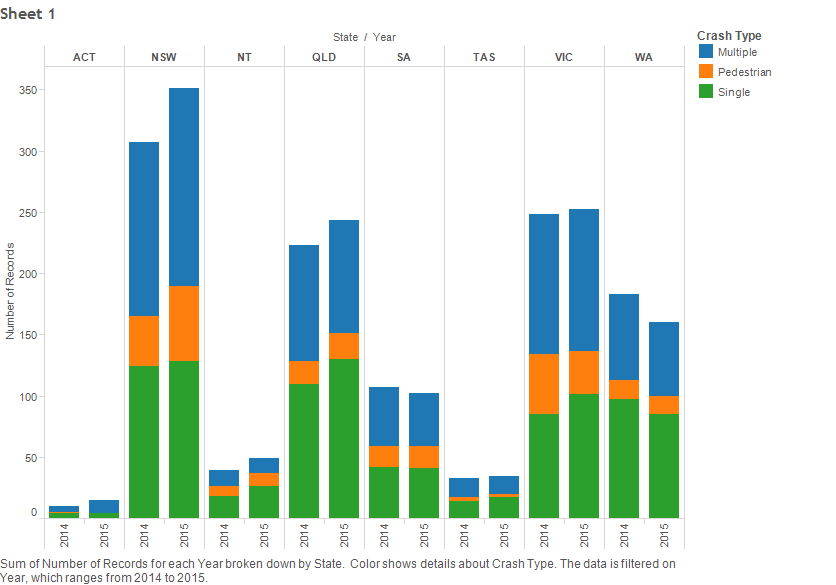 Sheet 1
State / Year
Crash Type
ACT NSW NT QLD SA TAS VIC WA
Multiple
Pedestrian
Single
350
300
250
200
150
100
50
0
Number of Records
2014 2015 2014 2015 2014 2015 2014 2015 2014 2015 2014 2015 2014 2015 2014 2015
Sum of Number of Records for each Year broken down by State. Color shows details about Crash Type. The data is filtered on
Year, which ranges from 2014 to 2015.